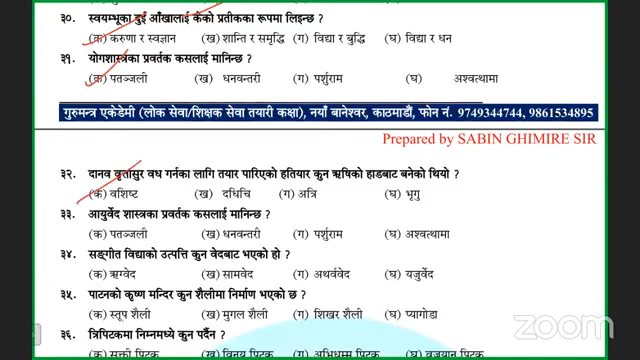 ३०. स्वयम्भूका दुई आँखालाई केको प्रतीकका रूपमा लिइन्छ ?
(क) करुणा र स्वज्ञान (ख) शान्ति र समृद्धि (ग) विद्या र बुद्धि (घ) विद्या र धन
३१. योगशास्त्रका प्रवर्तक कसलाई मानिन्छ ?
(क) पतञ्जली (ख) धनवन्तरी (ग) पर्शुराम (घ) अश्वत्थामा
गुरुमन्त्र एकेडेमी (लोक सेवा/शिक्षक सेवा तयारी कक्षा), नयाँ बानेश्वर, काठमाडौं, फोन नं. 9749344744, 9861534895
Prepared by SABIN GHIMIRE SIR
३२. दानव वृत्तासुर वध गर्नका लागि तयार पारिएको हतियार कुन ऋषिको हाडबाट बनेको थियो ?
(क) वशिष्ट (ख) दधिचि (ग) अत्रि (घ) भृगु
३३. आयुर्वेद शास्त्रका प्रवर्तक कसलाई मानिन्छ ?
(क) पतञ्जली (ख) धनवन्तरी (ग) पर्शुराम (घ) अश्वत्थामा
३४. सङ्गीत विद्याको उत्पत्ति कुन वेदबाट भएको हो ?
(क) ऋग्वेद (ख) सामवेद (ग) अथर्ववेद (घ) यजुर्वेद
३५. पाटनको कृष्ण मन्दिर कुन शैलीमा निर्माण भएको छ ?
(क) स्तूप शैली (ख) मुगल शैली (ग) शिखर शैली (घ) प्यागोडा
३६. त्रिपिटकमा निम्नमध्ये कुन पर्दैन ?
(क) सुक्ती पिटक (ख) विनय पिटक (ग) अभिधम्म पिटक (घ) वज्रयान पिटक
zoom